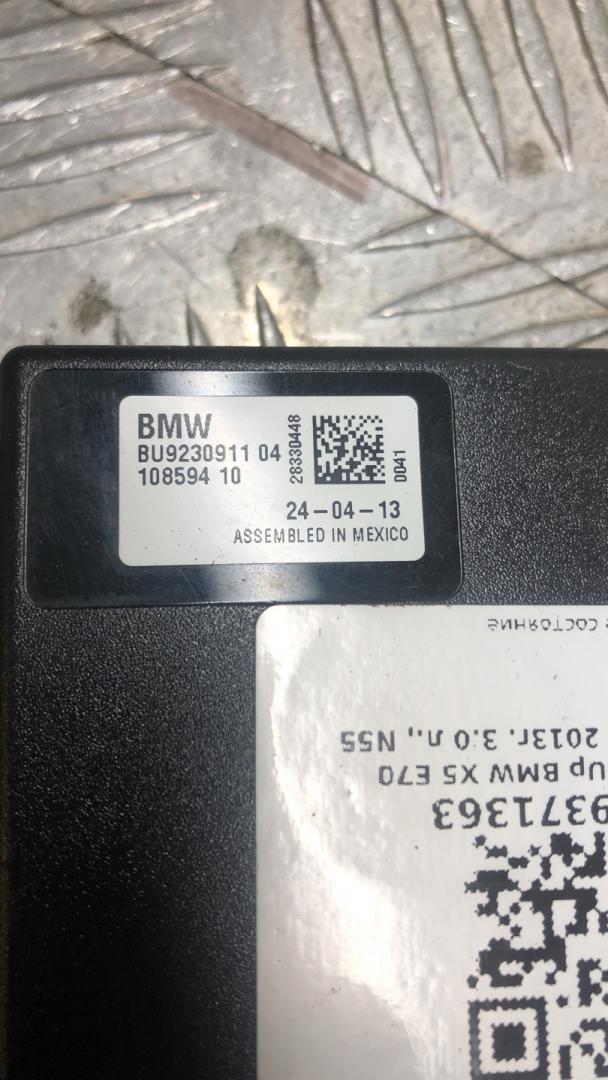 BMW
BU9230911 04
108594 10
28330448
0041
24-04-13
ASSEMBLED IN MEXICO
9371363
Up BMW X5 E70
2013г. 3.0 л., N55
состояние